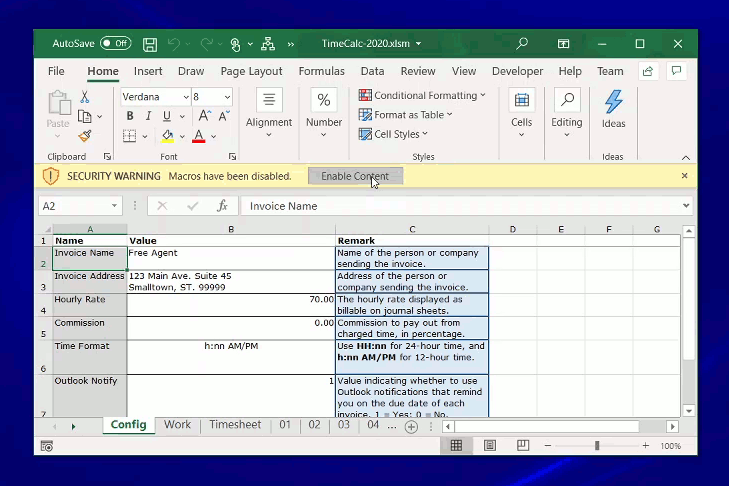 AutoSave Off » TimeCalc-2020.xlsm
File Home Insert Draw Page Layout Formulas Data Review View Developer Help Team
Paste
Clipboard
Verdana 8
B I U A A
A
Font
Alignment
%
Number
Conditional Formatting
Format as Table
Cell Styles
Styles
Cells
Editing
Ideas
Ideas
SECURITY WARNING Macros have been disabled. Enable Content
A2 fx Invoice Name
A B C D E F G
1 Name Value Remark
2 Invoice Name Free Agent Name of the person or company
sending the invoice.
3 Invoice Address 123 Main Ave. Suite 45 Address of the person or
Smalltown, ST. 99999 company sending the invoice.
4 Hourly Rate 70.00 The hourly rate displayed as
billable on journal sheets.
5 Commission 0.00 Commission to pay out from
charged time, in percentage.
6 Time Format h:nn AM/PM Use HH:nn for 24-hour time, and
h:nn AM/PM for 12-hour time.
7 Outlook Notify 1 Value indicating whether to use
Outlook notifications that remind
you on the due date of each
invoice. 1 = Yes; 0 = No.
Config Work Timesheet 01 02 03 04 ...
100%